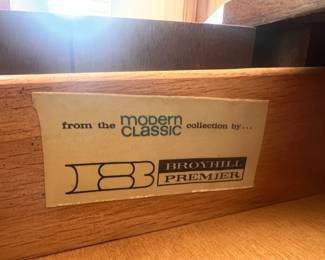 from the modern classic collection by...
B BROYHILL
PREMIER